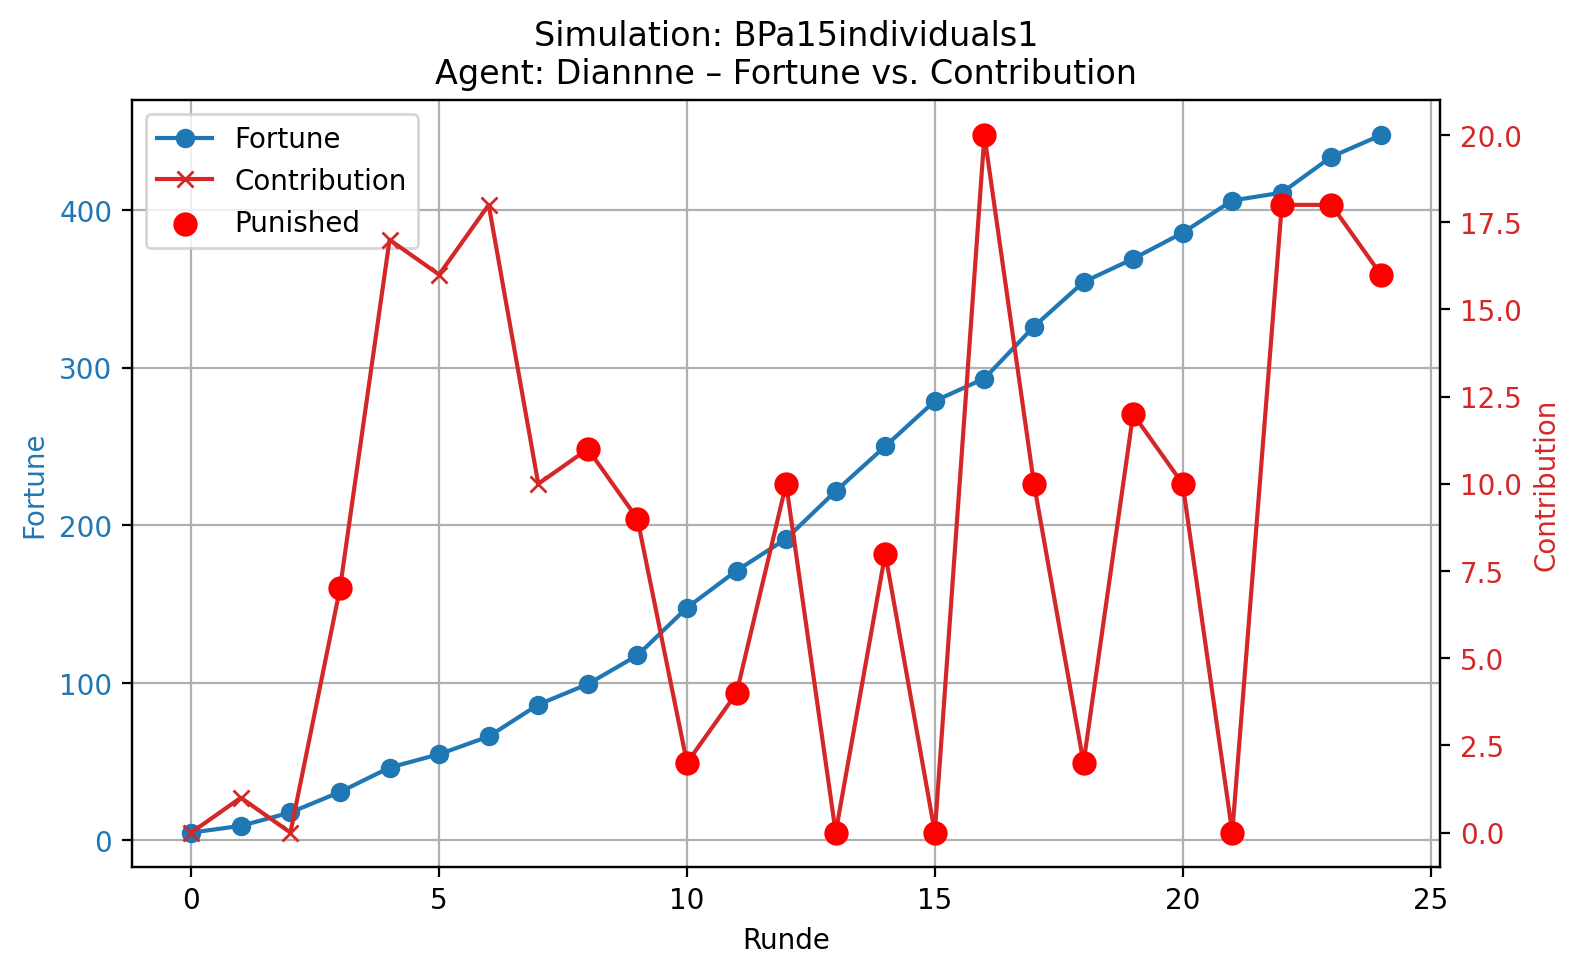 Simulation: BPa15individuals1
Agent: Diannne – Fortune vs. Contribution
Fortune
Contribution
Punished
400
300
200
100
0
Fortune
20.0
17.5
15.0
12.5
10.0
7.5
5.0
2.5
0.0
Contribution
0 5 10 15 20 25
Runde